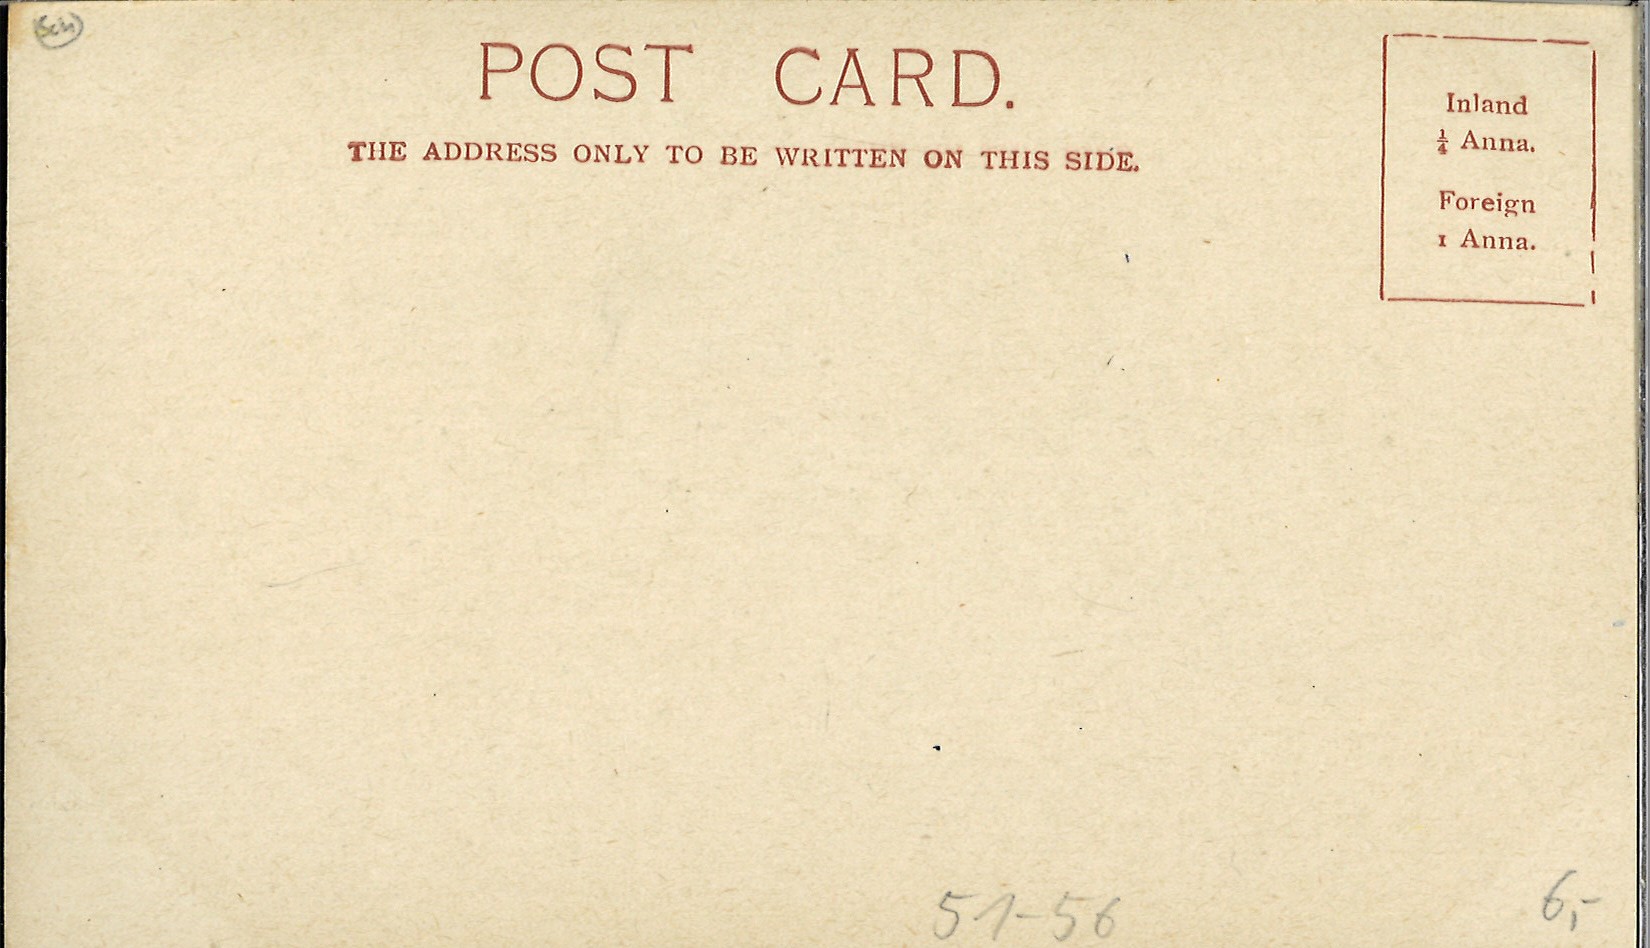 Sch
POST CARD.
THE ADDRESS ONLY TO BE WRITTEN ON THIS SIDE.
Inland
¼ Anna.
Foreign
1 Anna.
51-56
6,-